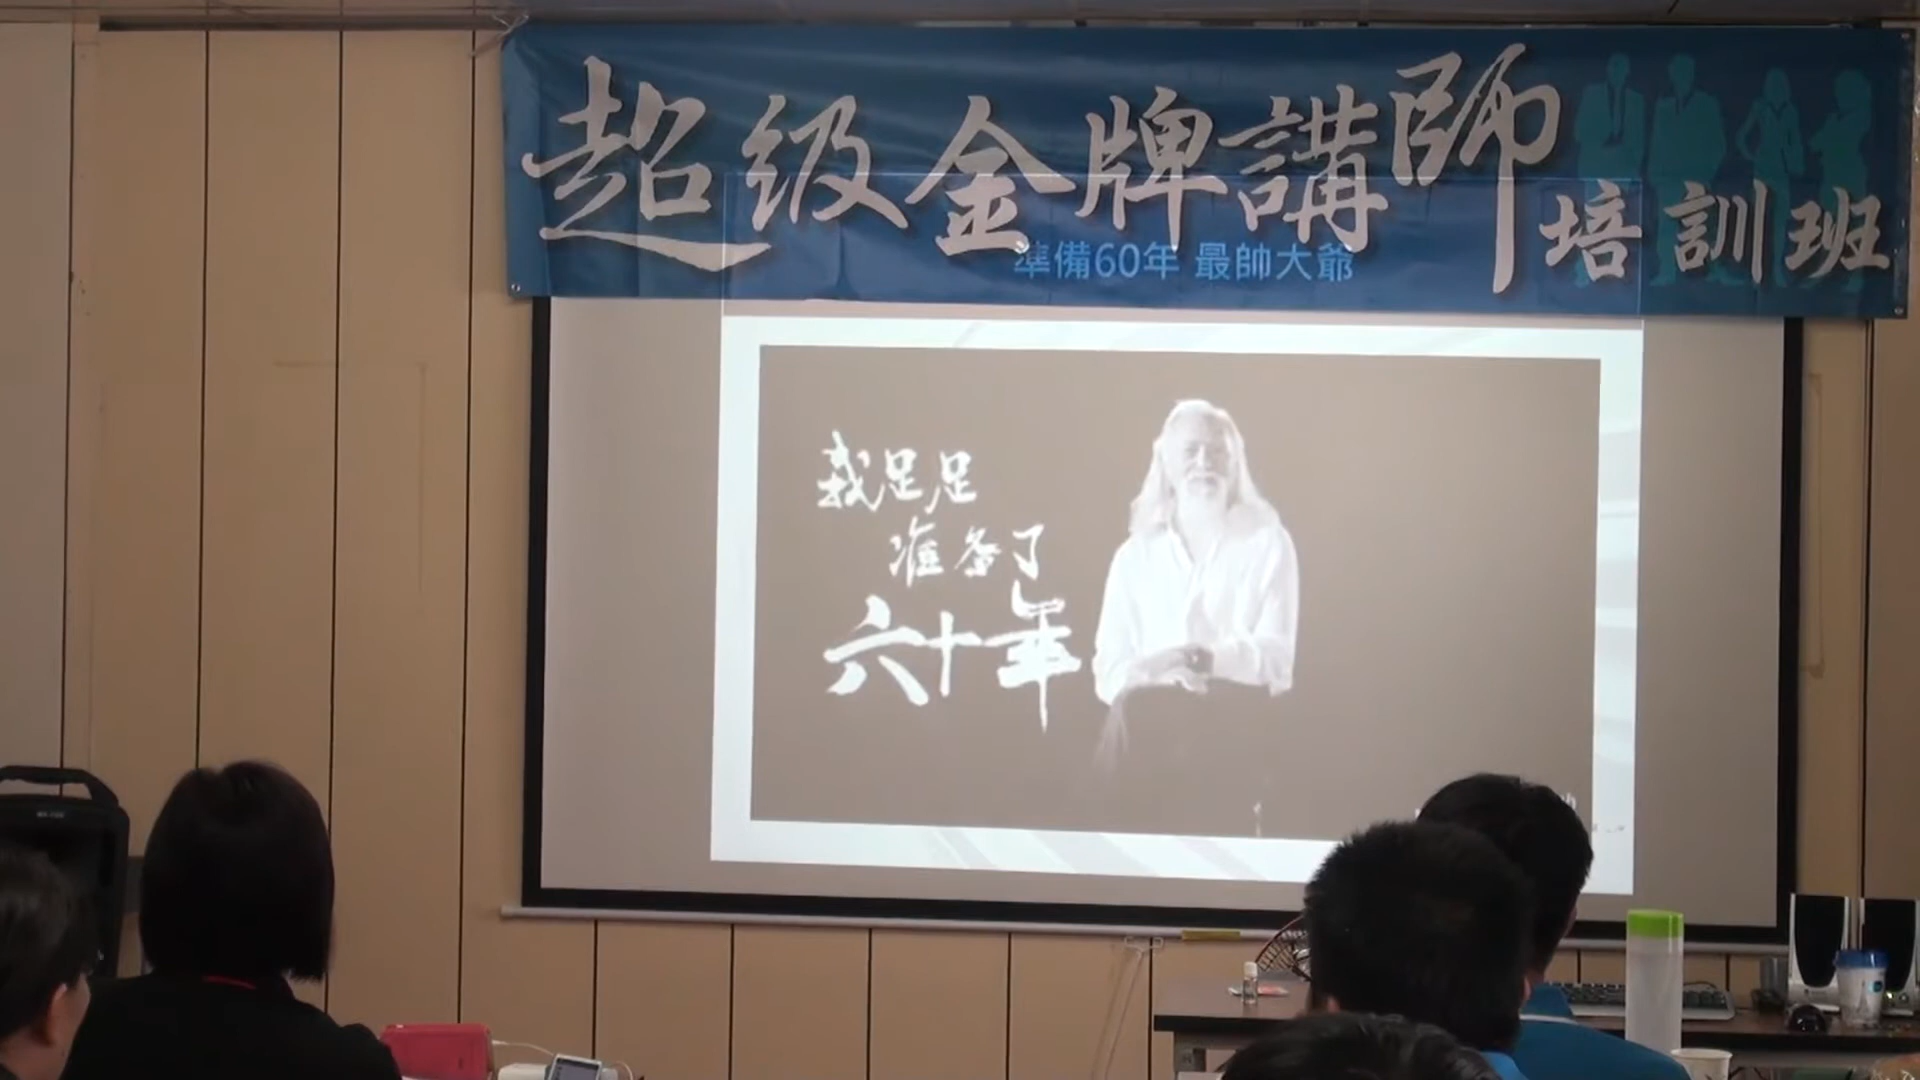 超级金牌講師培訓班
準備60年 最帥大爺
我足足
准备了
六十年